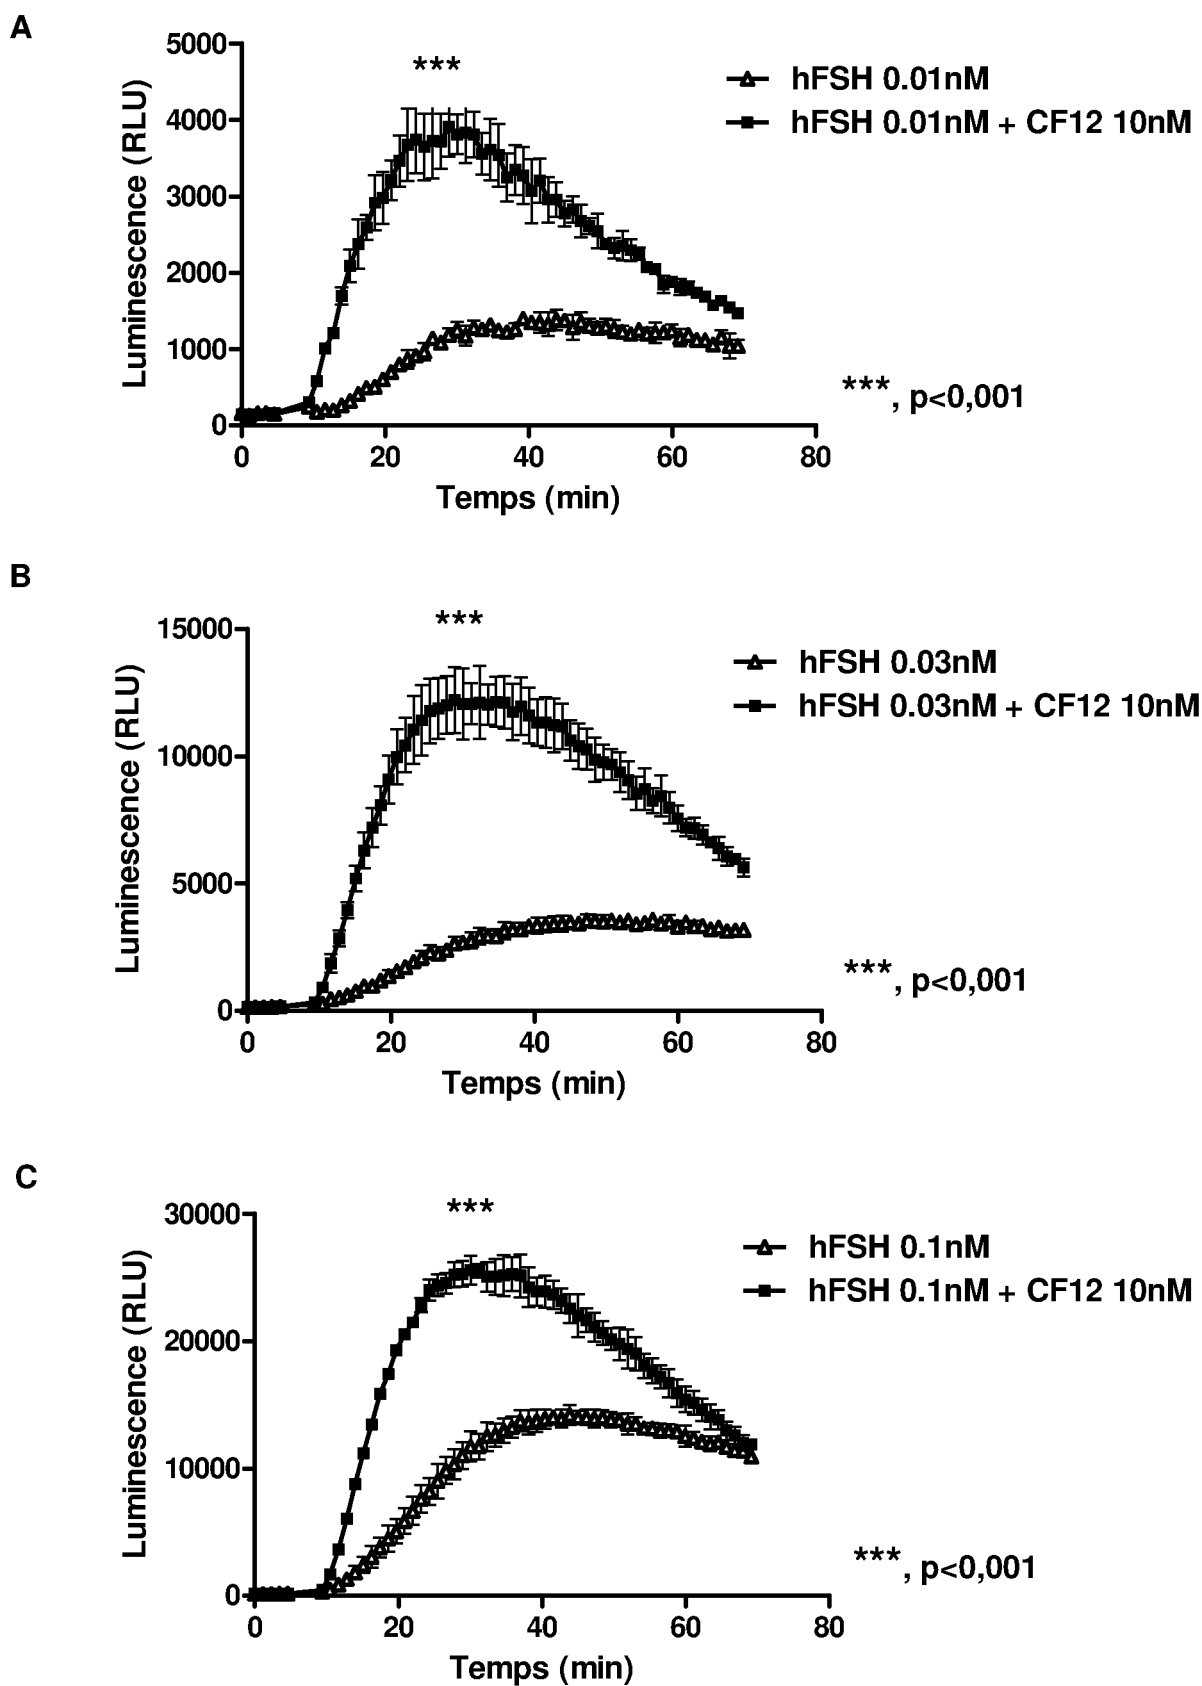 A
5000
4000
3000
2000
1000
0
Luminescence (RLU)
***
hFSH 0.01nM
hFSH 0.01nM + CF12 10nM
***, p<0,001
0 20 40 60 80
Temps (min)
B
15000
10000
5000
0
Luminescence (RLU)
***
hFSH 0.03nM
hFSH 0.03nM + CF12 10nM
***, p<0,001
0 20 40 60 80
Temps (min)
C
30000
20000
10000
0
Luminescence (RLU)
***
hFSH 0.1nM
hFSH 0.1nM + CF12 10nM
***, p<0,001
0 20 40 60 80
Temps (min)